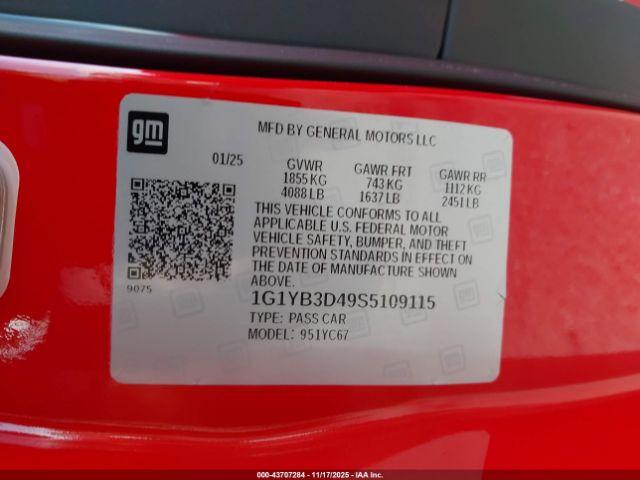 gm
MFD BY GENERAL MOTORS LLC
01/25
GVWR GAWR FRT GAWR RR
1855 KG 743 KG 1112 KG
4088 LB 1637 LB 2451 LB
THIS VEHICLE CONFORMS TO ALL
APPLICABLE U.S. FEDERAL MOTOR
VEHICLE SAFETY, BUMPER, AND THEFT
PREVENTION STANDARDS IN EFFECT ON
THE DATE OF MANUFACTURE SHOWN
ABOVE.
9075
1G1YB3D49S5109115
TYPE: PASS CAR
MODEL: 951YC67
000-43707284 - 11/17/2025 - IAA Inc.